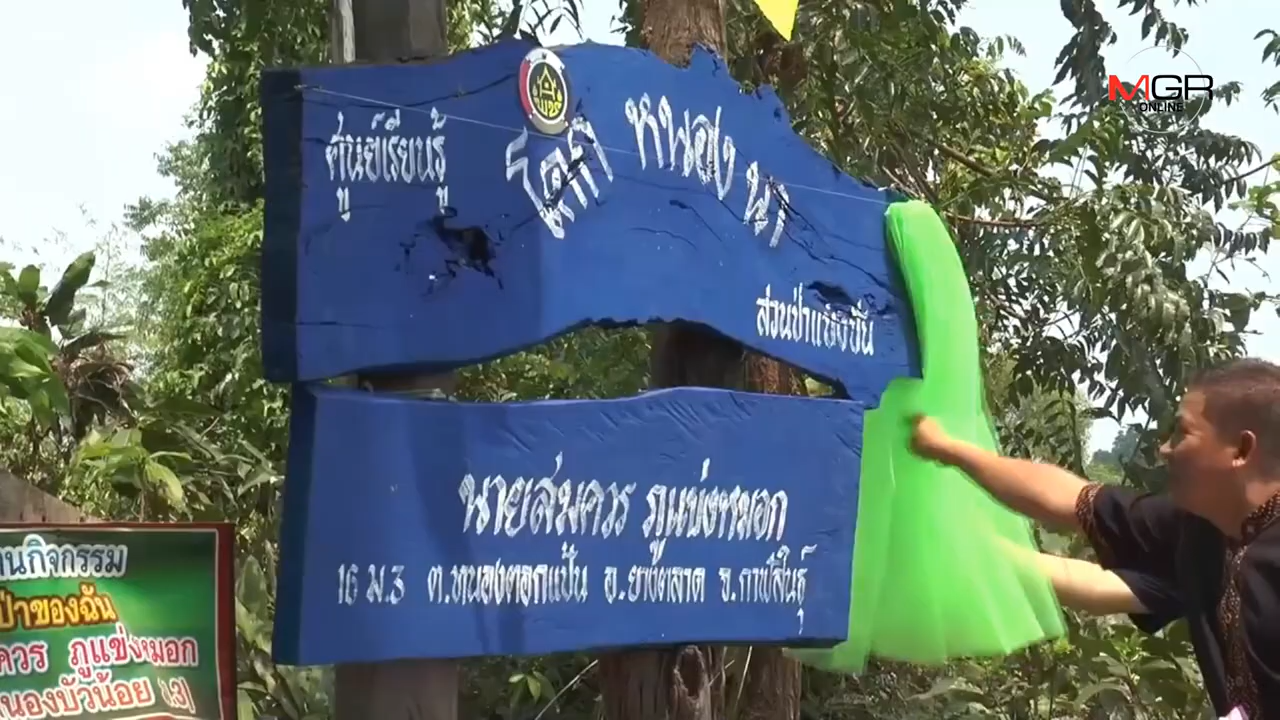 MGR
ONLINE
พช
ศูนย์เรียนรู้
โคก หนอง นา
สวนป่าแบ่งปัน
นายสมควร ภูแข่งหมอก
16 ม.3 ต.หนองตอกแป้น อ.ยางตลาด จ.กาฬสินธุ์
านกิจกรรม
ป่าของฉัน
ควร ภูแข่งหมอก
นองบัวน้อย